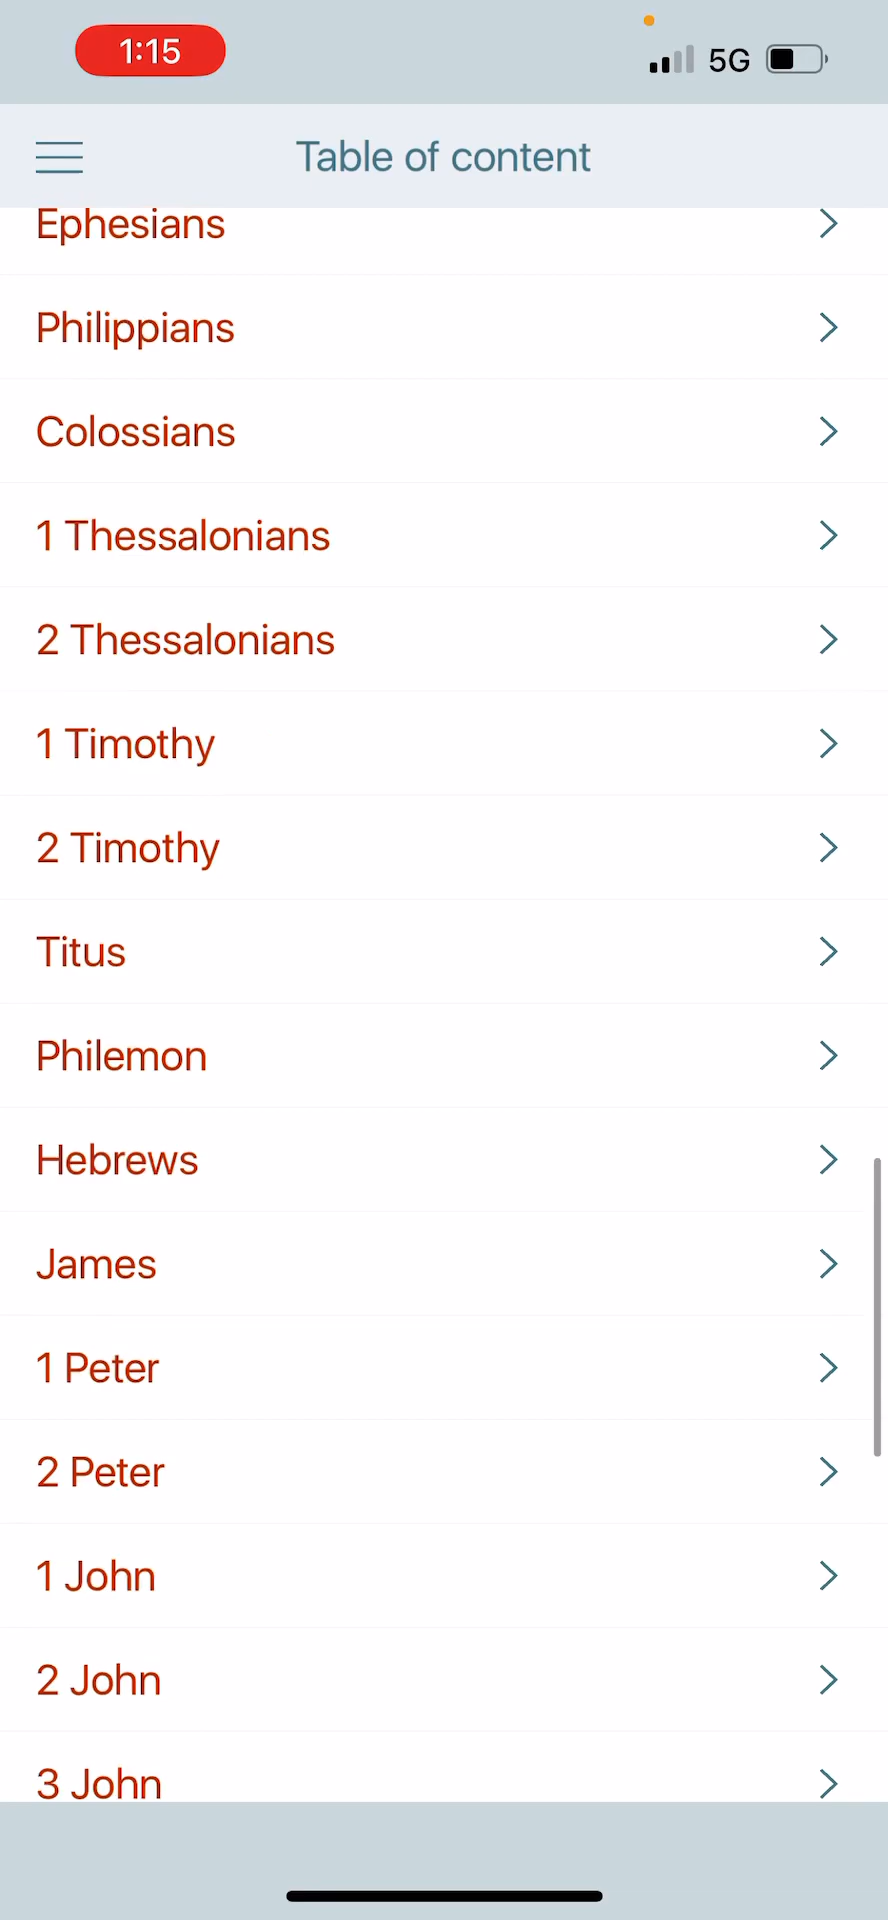 1:15
5G
Table of content
Ephesians
Philippians
Colossians
1 Thessalonians
2 Thessalonians
1 Timothy
2 Timothy
Titus
Philemon
Hebrews
James
1 Peter
2 Peter
1 John
2 John
3 John